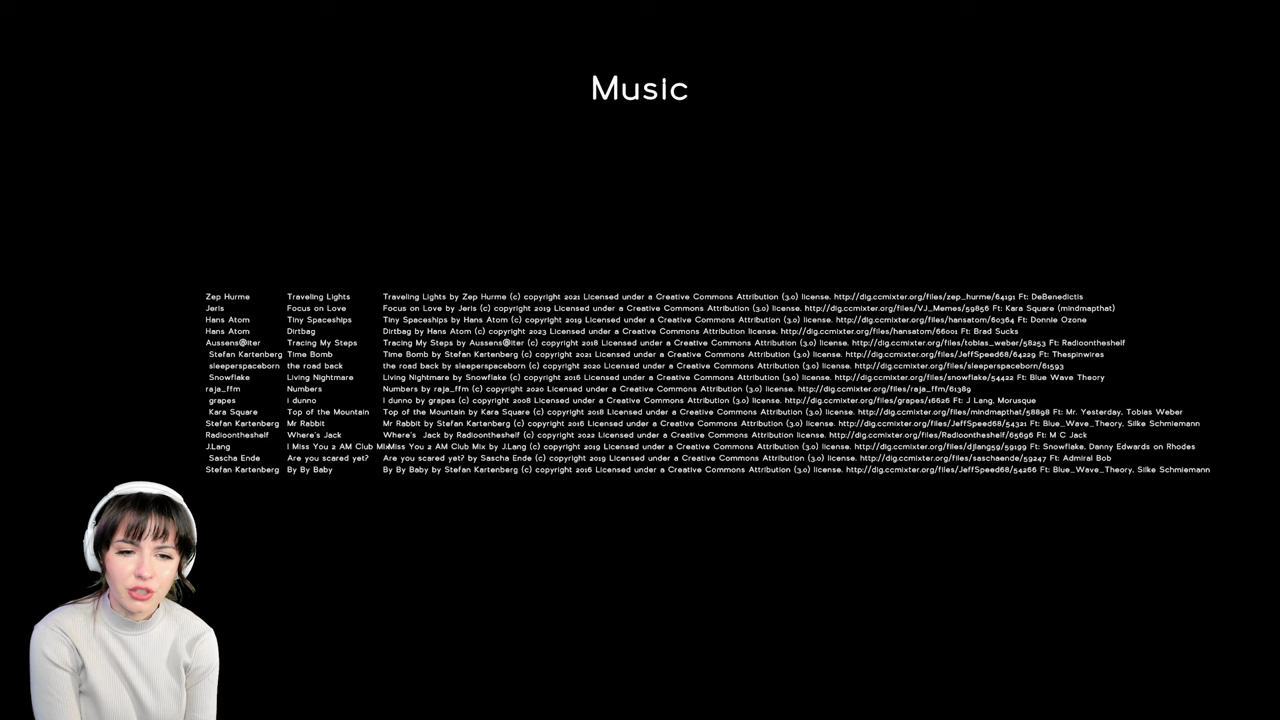 Music
Zep Hurme Traveling Lights Traveling Lights by Zep Hurme (c) copyright 2021 Licensed under a Creative Commons Attribution (3.0) license. http://dig.ccmixter.org/files/zep_hurme/64191 Ft: DeBenedictis
Jeris Focus on Love Focus on Love by Jeris (c) copyright 2019 Licensed under a Creative Commons Attribution (3.0) license. http://dig.ccmixter.org/files/VJ_Memes/59856 Ft: Kara Square (mindmapthat)
Hans Atom Tiny Spaceships Tiny Spaceships by Hans Atom (c) copyright 2019 Licensed under a Creative Commons Attribution (3.0) license. http://dig.ccmixter.org/files/hansatom/60364 Ft: Donnie Ozone
Hans Atom Dirtbag Dirtbag by Hans Atom (c) copyright 2023 Licensed under a Creative Commons Attribution license. http://dig.ccmixter.org/files/hansatom/66001 Ft: Brad Sucks
Aussens@iter Tracing My Steps Tracing My Steps by Aussens@iter (c) copyright 2018 Licensed under a Creative Commons Attribution (3.0) license. http://dig.ccmixter.org/files/tobias_weber/58253 Ft: Radioontheshelf
Stefan Kartenberg Time Bomb Time Bomb by Stefan Kartenberg (c) copyright 2021 Licensed under a Creative Commons Attribution (3.0) license. http://dig.ccmixter.org/files/JeffSpeed68/64229 Ft: Thespinwires
sleeperspaceborn the road back the road back by sleeperspaceborn (c) copyright 2020 Licensed under a Creative Commons Attribution (3.0) license. http://dig.ccmixter.org/files/sleeperspaceborn/61593
Snowflake Living Nightmare Living Nightmare by Snowflake (c) copyright 2016 Licensed under a Creative Commons Attribution (3.0) license. http://dig.ccmixter.org/files/snowflake/54422 Ft: Blue Wave Theory
raja_ffm Numbers Numbers by raja_ffm (c) copyright 2020 Licensed under a Creative Commons Attribution (3.0) license. http://dig.ccmixter.org/files/raja_ffm/61389
grapes I dunno I dunno by grapes (c) copyright 2008 Licensed under a Creative Commons Attribution (3.0) license. http://dig.ccmixter.org/files/grapes/16626 Ft: J Lang, Morusque
Kara Square Top of the Mountain Top of the Mountain by Kara Square (c) copyright 2018 Licensed under a Creative Commons Attribution (3.0) license. http://dig.ccmixter.org/files/mindmapthat/58898 Ft: Mr. Yesterday, Tobias Weber
Stefan Kartenberg Mr Rabbit Mr Rabbit by Stefan Kartenberg (c) copyright 2016 Licensed under a Creative Commons Attribution (3.0) license. http://dig.ccmixter.org/files/JeffSpeed68/54321 Ft: Blue_Wave_Theory, Silke Schmiemann
Radioontheshelf Where's Jack Where's Jack by Radioontheshelf (c) copyright 2022 Licensed under a Creative Commons Attribution (3.0) license. http://dig.ccmixter.org/files/Radioontheshelf/65696 Ft: M C Jack
J.Lang I Miss You 2 AM Club Mix I Miss You 2 AM Club Mix by J.Lang (c) copyright 2019 Licensed under a Creative Commons Attribution (3.0) license. http://dig.ccmixter.org/files/djlang59/59199 Ft: Snowflake, Danny Edwards on Rhodes
Sascha Ende Are you scared yet? Are you scared yet? by Sascha Ende (c) copyright 2019 Licensed under a Creative Commons Attribution (3.0) license. http://dig.ccmixter.org/files/saschaende/59247 Ft: Admiral Bob
Stefan Kartenberg By By Baby By By Baby by Stefan Kartenberg (c) copyright 2016 Licensed under a Creative Commons Attribution (3.0) license. http://dig.ccmixter.org/files/JeffSpeed68/54266 Ft: Blue_Wave_Theory, Silke Schmiemann